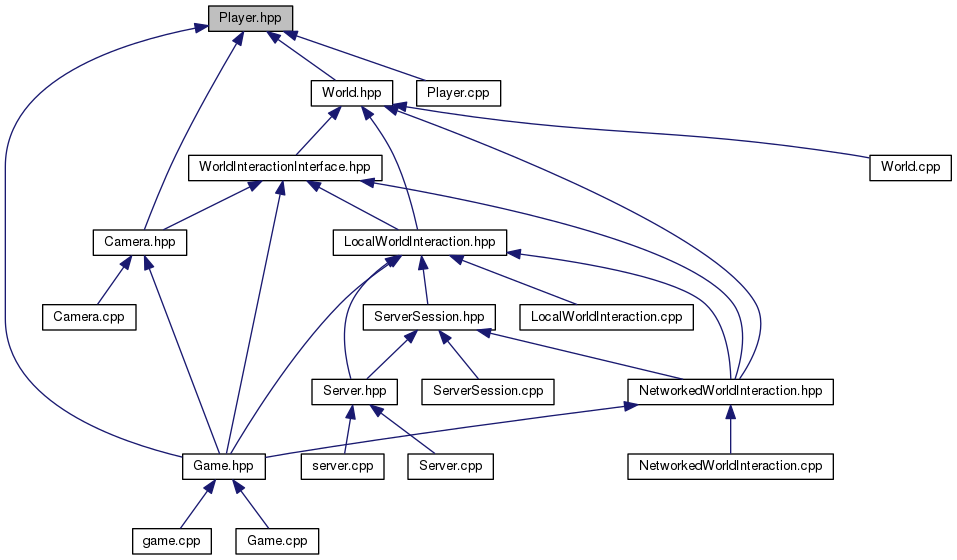 Player.hpp
World.hpp
Player.cpp
WorldInteractionInterface.hpp
World.cpp
Camera.hpp
LocalWorldInteraction.hpp
Camera.cpp
ServerSession.hpp
LocalWorldInteraction.cpp
Server.hpp
ServerSession.cpp
NetworkedWorldInteraction.hpp
Game.hpp
server.cpp
Server.cpp
NetworkedWorldInteraction.cpp
game.cpp
Game.cpp